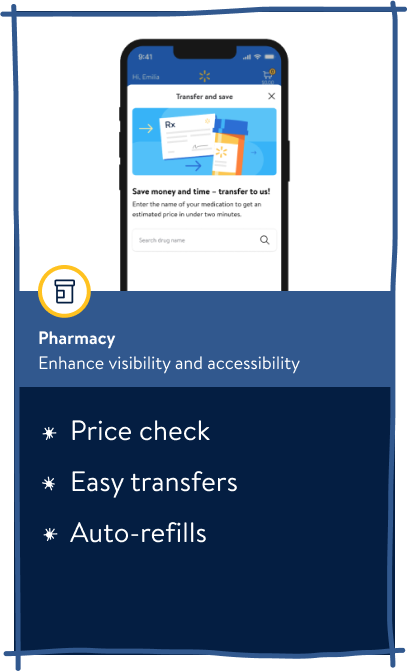 9:41
Hi, Emilia
Transfer and save
Rx
Save money and time – transfer to us!
Enter the name of your medication to get an
estimated price in under two minutes.
Search drug name
Pharmacy
Enhance visibility and accessibility
Price check
Easy transfers
Auto-refills